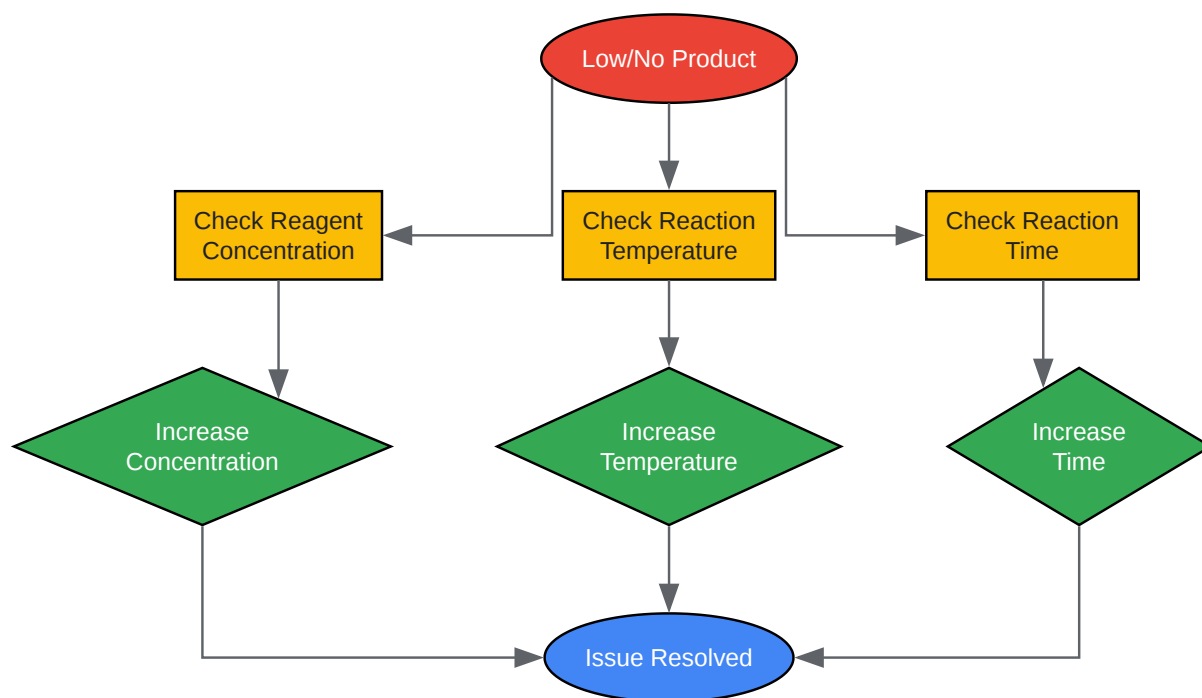 Low/No Product
Check Reagent
Concentration
Check Reaction
Temperature
Check Reaction
Time
Increase
Concentration
Increase
Temperature
Increase
Time
Issue Resolved